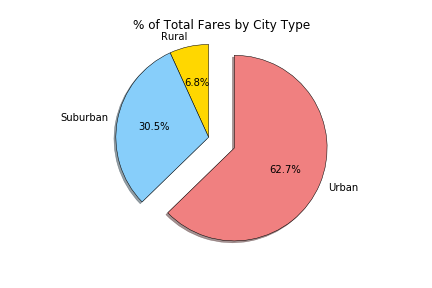 % of Total Fares by City Type
Rural
6.8%
Suburban
30.5%
62.7%
Urban